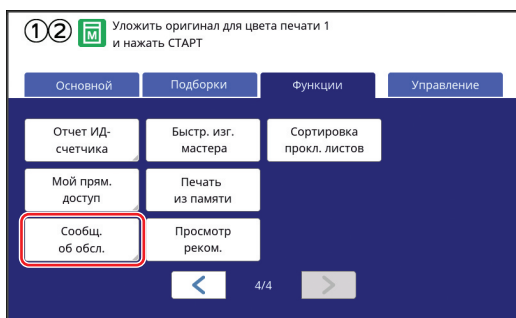 ①② M Уложить оригинал для цвета печати 1
и нажать СТАРТ
Основной Подборки Функции Управление
Отчет ИД-
счетчика
Быстр. изг.
мастера
Сортировка
прокл. листов
Мой прям.
доступ
Печать
из памяти
Сообщ.
об обсл.
Просмотр
реком.
< 4/4 >